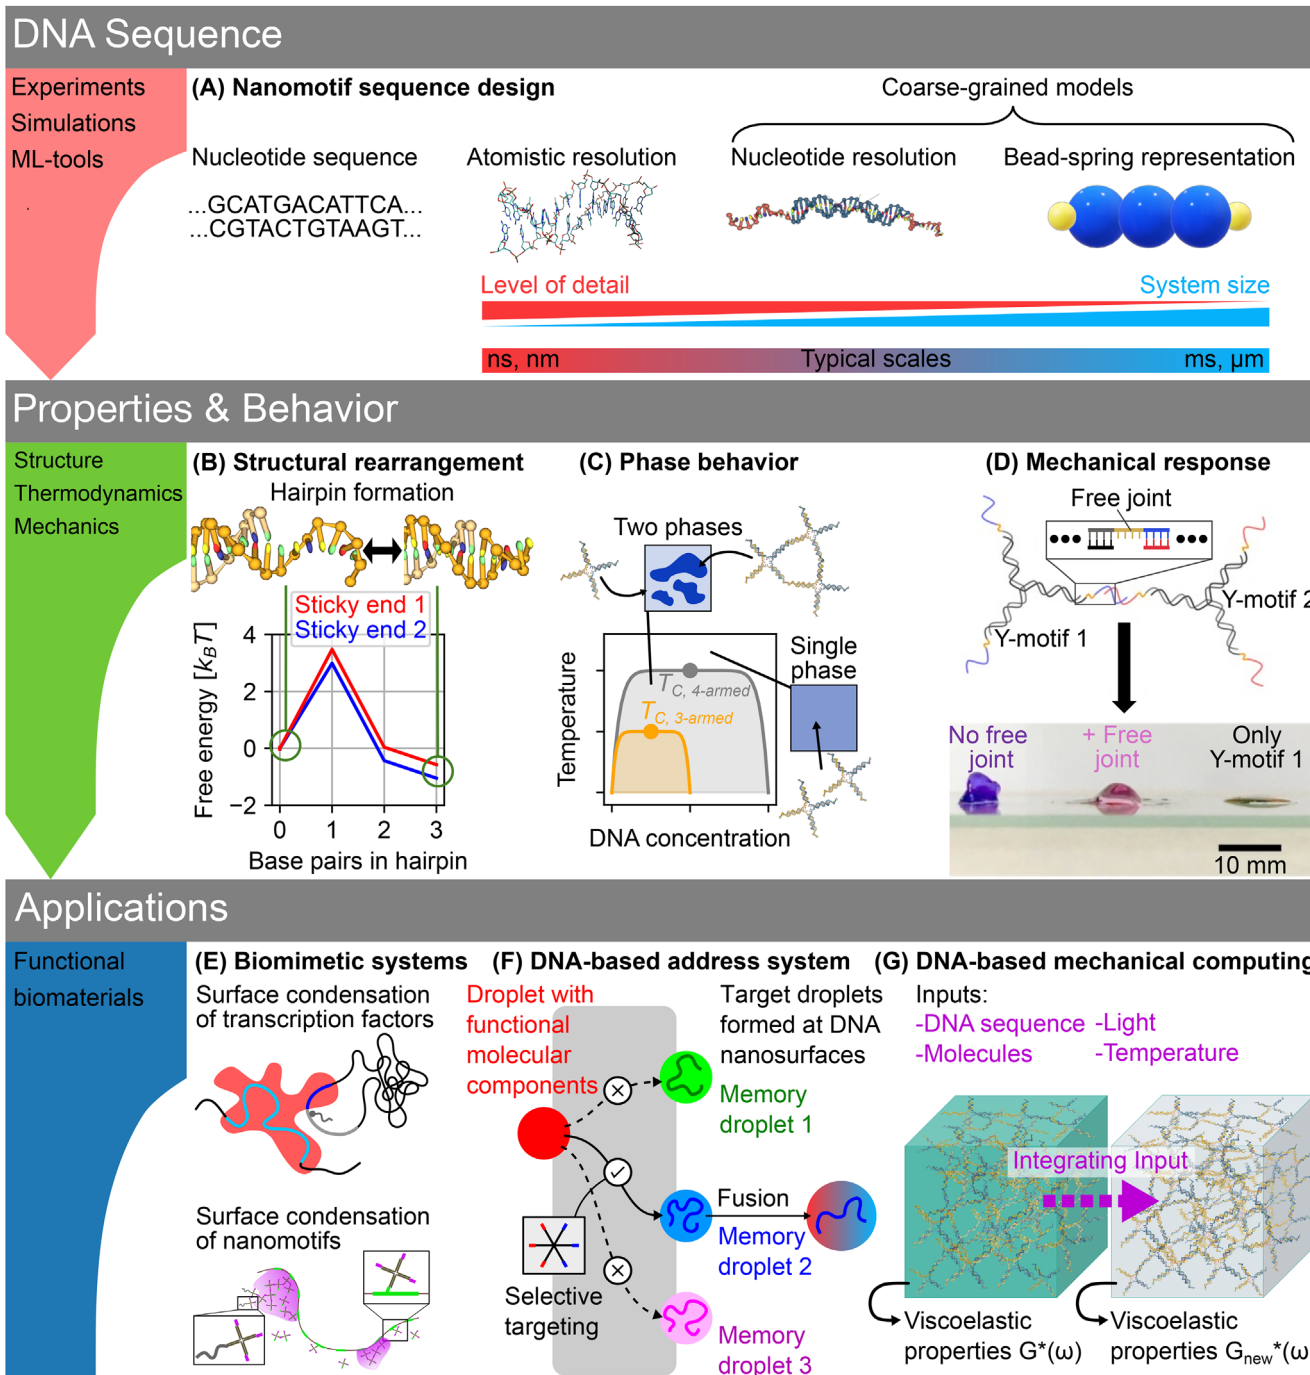 DNA Sequence
Experiments
Simulations
ML-tools
(A) Nanomotif sequence design
Coarse-grained models
Nucleotide sequence
Atomistic resolution
Nucleotide resolution
Bead-spring representation
...GCATGACATTCA...
...CGTACTGTAAGT...
Level of detail
System size
ns, nm
Typical scales
ms, µm
Properties & Behavior
Structure
Thermodynamics
Mechanics
(B) Structural rearrangement
Hairpin formation
Sticky end 1
Sticky end 2
Free energy [k_BT]
4
2
0
−2
0 1 2 3
Base pairs in hairpin
(C) Phase behavior
Two phases
Single
phase
T_C, 4-armed
T_C, 3-armed
Temperature
DNA concentration
(D) Mechanical response
Free joint
Y-motif 1
Y-motif 2
No free
joint
+ Free
joint
Only
Y-motif 1
10 mm
Applications
Functional
biomaterials
(E) Biomimetic systems
Surface condensation
of transcription factors
Surface condensation
of nanomotifs
(F) DNA-based address system
Droplet with
functional
molecular
components
Target droplets
formed at DNA
nanosurfaces
Memory
droplet 1
Fusion
Memory
droplet 2
Selective
targeting
Memory
droplet 3
(G) DNA-based mechanical computing
Inputs:
-DNA sequence -Light
-Molecules -Temperature
Integrating Input
Viscoelastic
properties G*(ω)
Viscoelastic
properties G_new*(ω